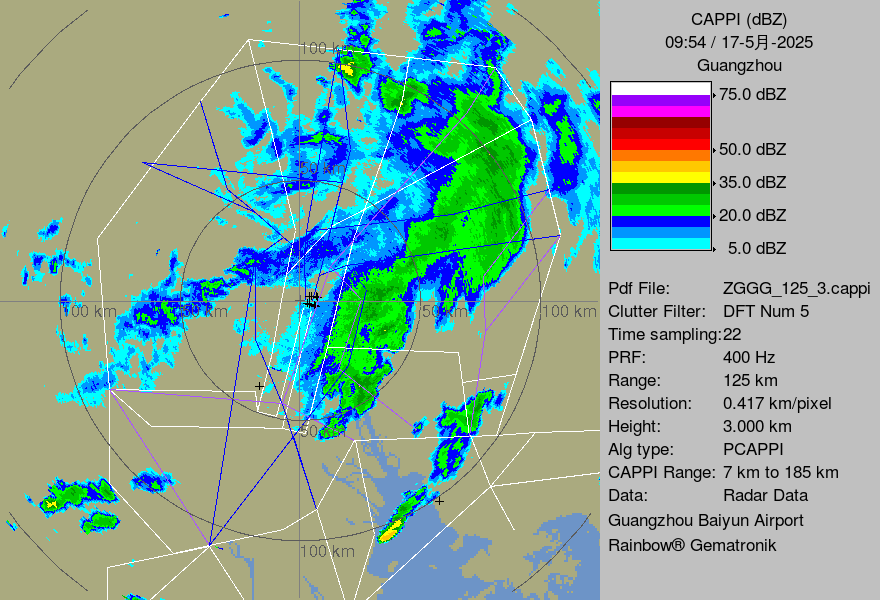 CAPPI (dBZ)
09:54 / 17-5月-2025
Guangzhou
75.0 dBZ
50.0 dBZ
35.0 dBZ
20.0 dBZ
5.0 dBZ
Pdf File: ZGGG_125_3.cappi
Clutter Filter: DFT Num 5
Time sampling:22
PRF: 400 Hz
Range: 125 km
Resolution: 0.417 km/pixel
Height: 3.000 km
Alg type: PCAPPI
CAPPI Range: 7 km to 185 km
Data: Radar Data
Guangzhou Baiyun Airport
Rainbow® Gematronik
100 km
50 km
100 km
50 km
50 km
100 km
50 km
100 km